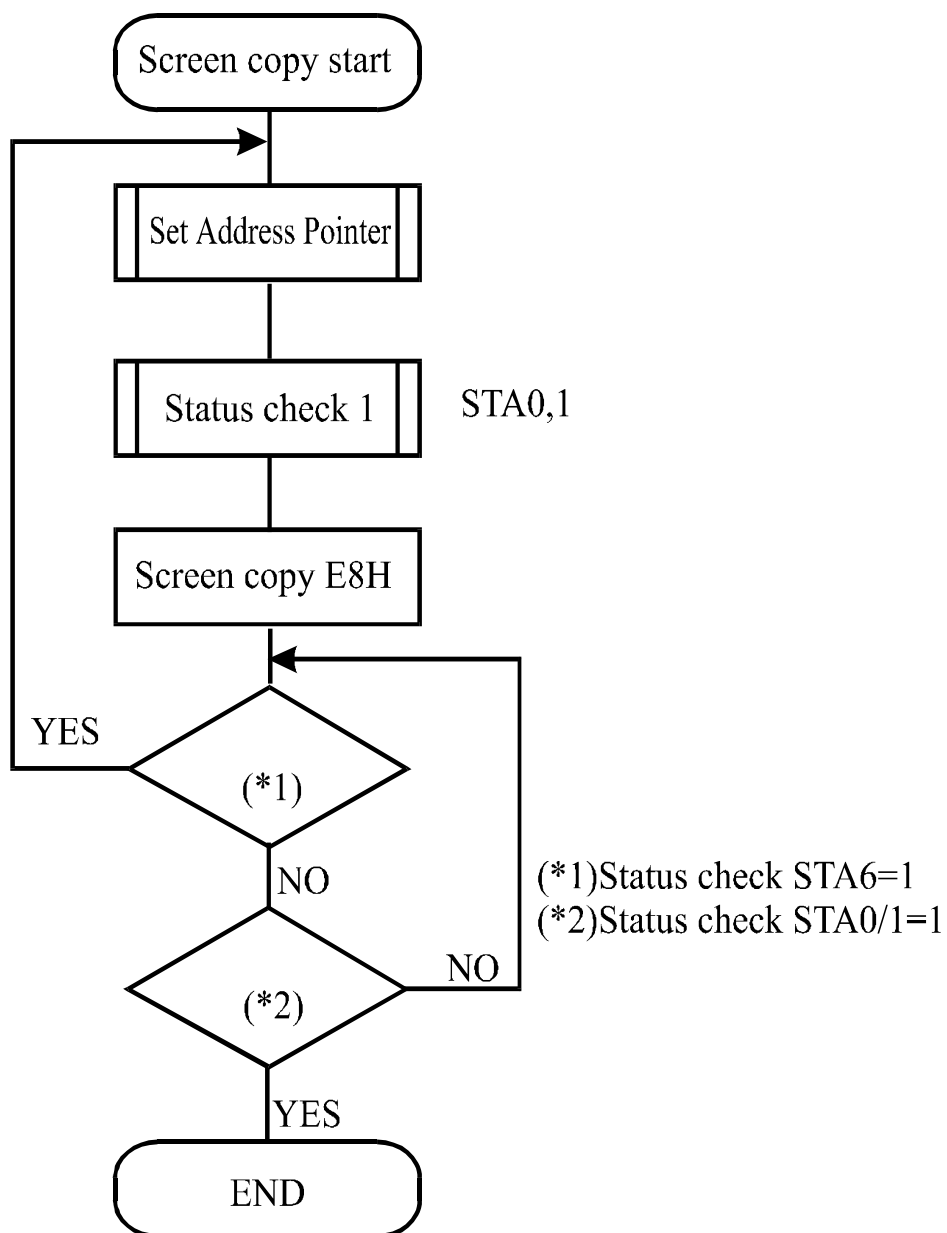 Screen copy start
Set Address Pointer
Status check 1
STA0,1
Screen copy E8H
YES
(*1)
NO
(*1)Status check STA6=1
(*2)Status check STA0/1=1
NO
(*2)
YES
END